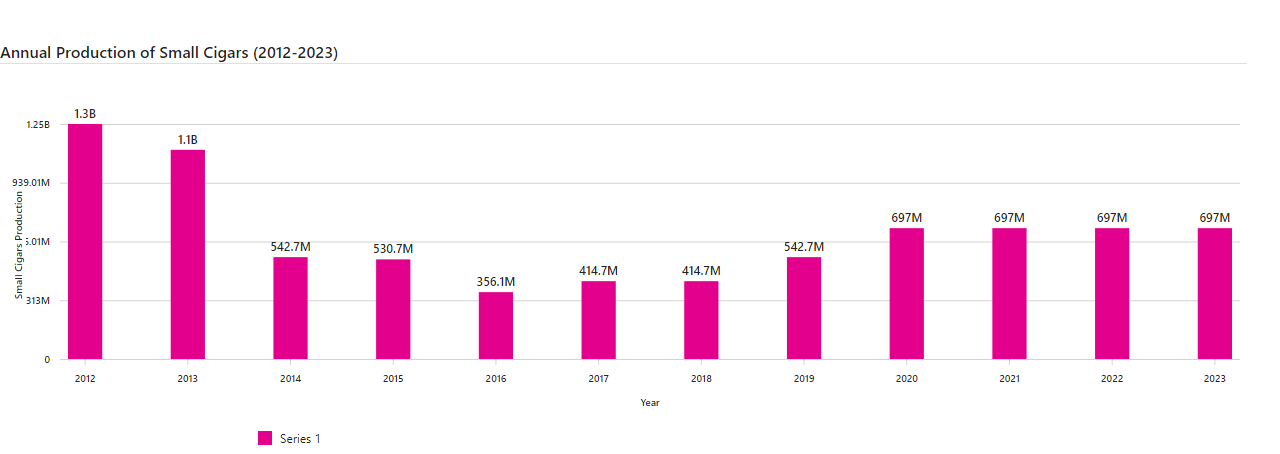 Annual Production of Small Cigars (2012-2023)
1.3B
1.25B
1.1B
939.01M
697M
697M
697M
697M
542.7M
530.7M
542.7M
5.01M
414.7M
414.7M
356.1M
313M
0
Small Cigars Production
2012 2013 2014 2015 2016 2017 2018 2019 2020 2021 2022 2023
Year
Series 1